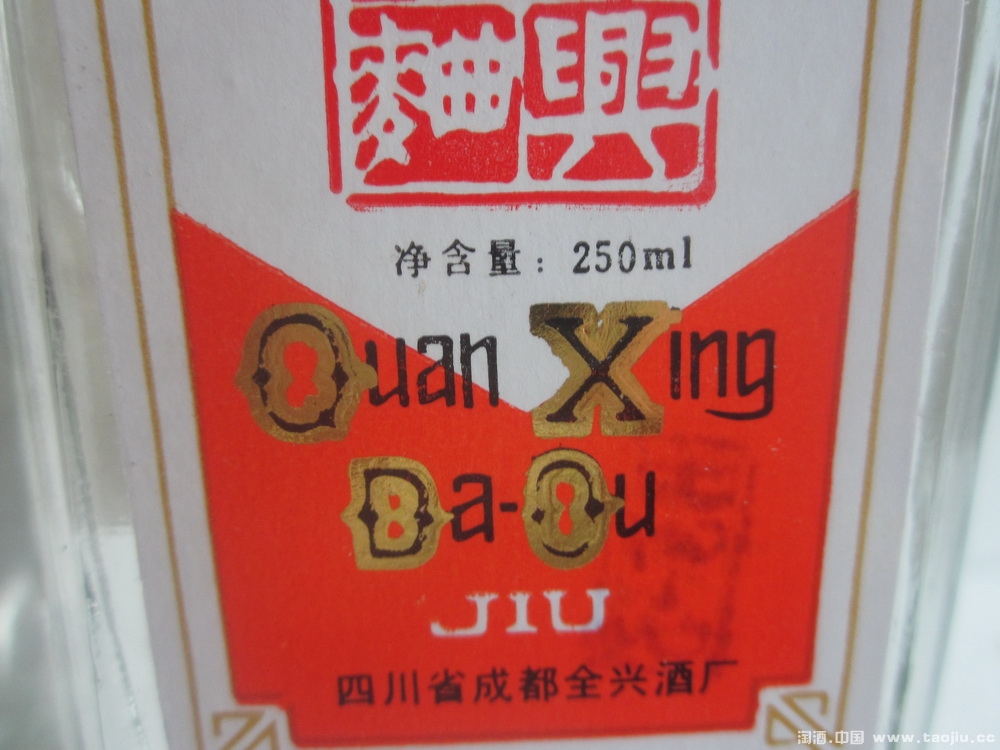 興麯
净含量：250ml
Quan Xing
Da-Qu
JIU
四川省成都全兴酒厂
淘酒.中国 www.taojiu.cc